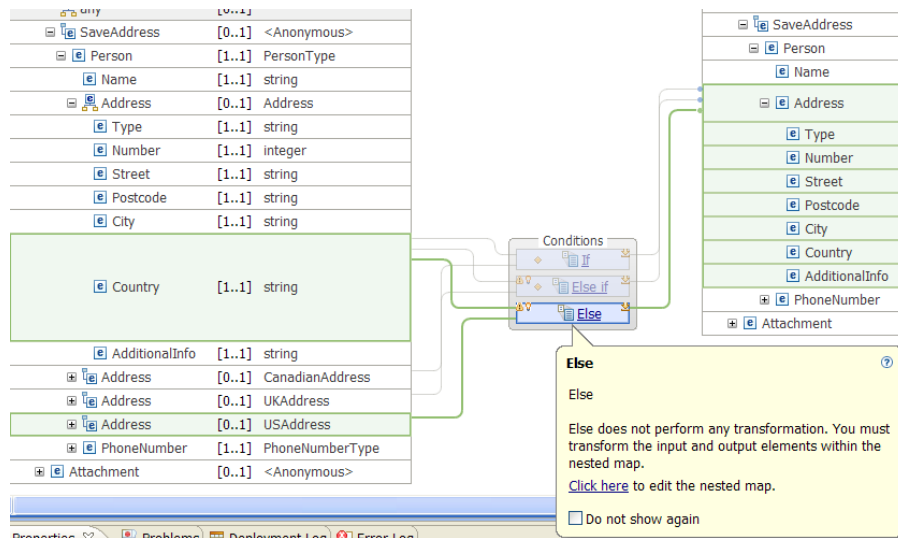 any [0..1]
SaveAddress [0..1] <Anonymous>
Person [1..1] PersonType
Name [1..1] string
Address [0..1] Address
Type [1..1] string
Number [1..1] integer
Street [1..1] string
Postcode [1..1] string
City [1..1] string
Country [1..1] string
AdditionalInfo [1..1] string
Address [0..1] CanadianAddress
Address [0..1] UKAddress
Address [0..1] USAddress
PhoneNumber [1..1] PhoneNumberType
Attachment [0..1] <Anonymous>
Conditions
If
Else if
Else
SaveAddress
Person
Name
Address
Type
Number
Street
Postcode
City
Country
AdditionalInfo
PhoneNumber
Attachment
Else
Else
Else does not perform any transformation. You must
transform the input and output elements within the
nested map.
Click here to edit the nested map.
Do not show again
Properties Problems Deployment Log Error Log